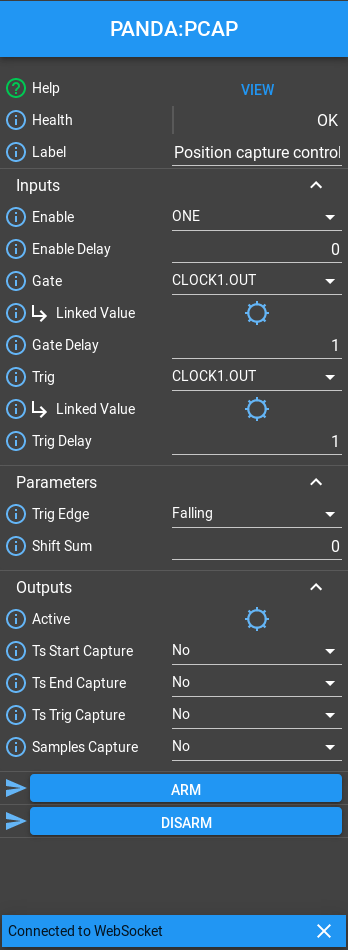 PANDA:PCAP
Help VIEW
Health OK
Label Position capture control
Inputs
Enable ONE
Enable Delay 0
Gate CLOCK1.OUT
Linked Value
Gate Delay 1
Trig CLOCK1.OUT
Linked Value
Trig Delay 1
Parameters
Trig Edge Falling
Shift Sum 0
Outputs
Active
Ts Start Capture No
Ts End Capture No
Ts Trig Capture No
Samples Capture No
ARM
DISARM
Connected to WebSocket